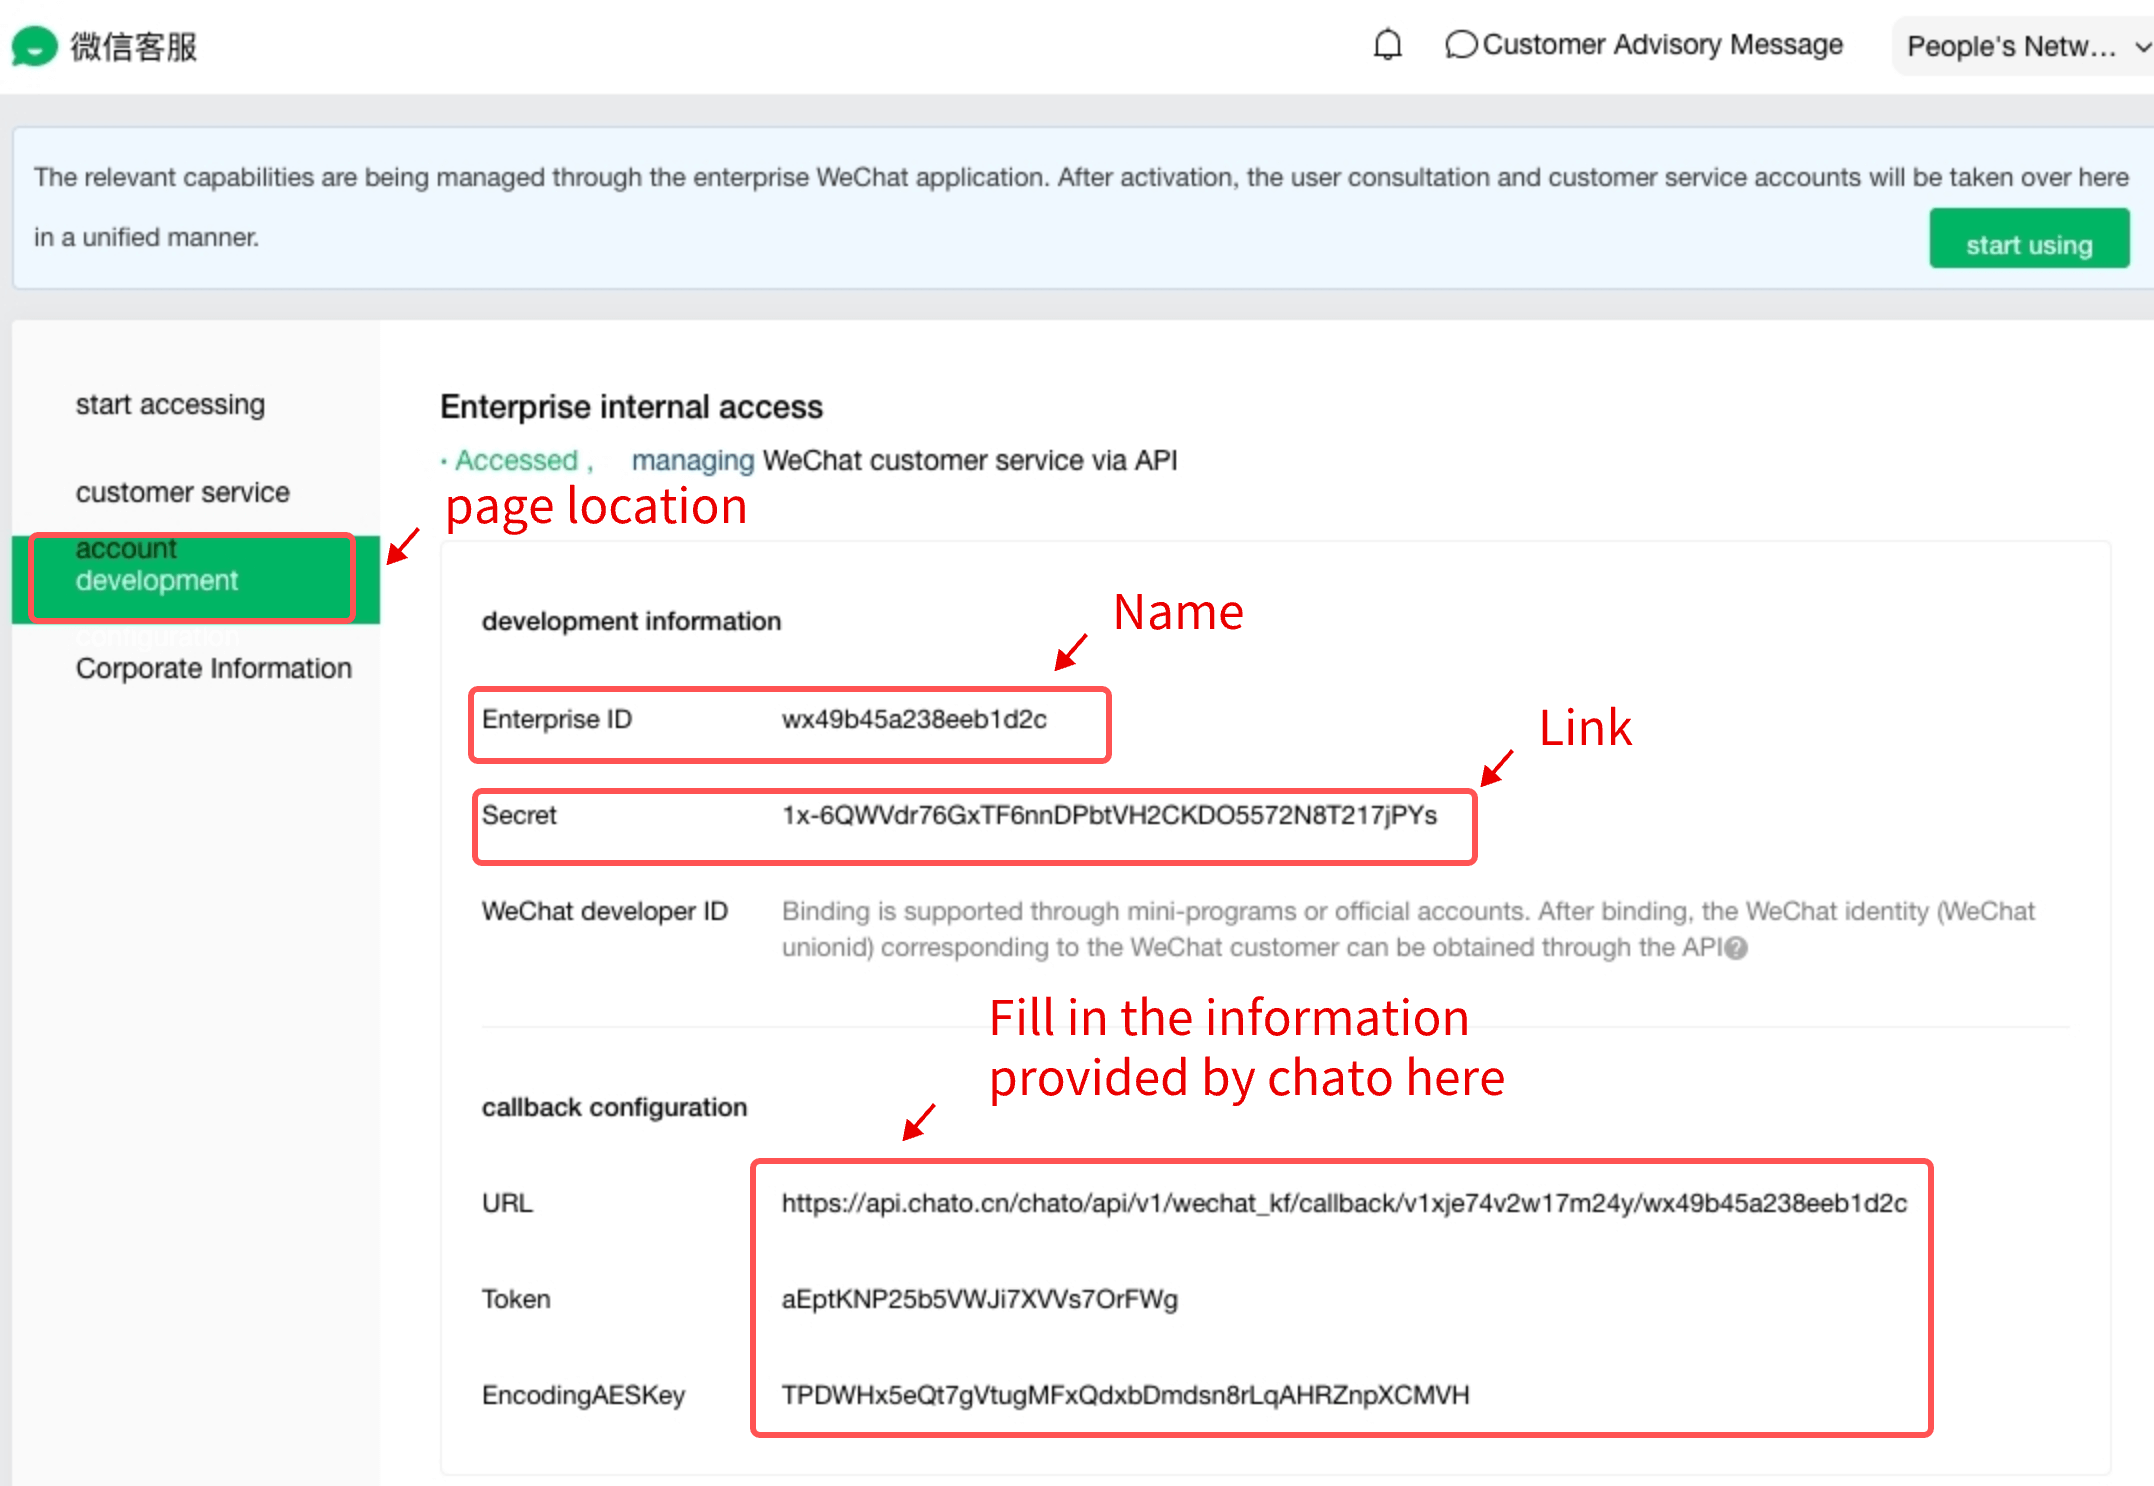 微信客服
Customer Advisory Message
People's Netw...
The relevant capabilities are being managed through the enterprise WeChat application. After activation, the user consultation and customer service accounts will be taken over here
in a unified manner.
start using
start accessing
customer service
account
development
configuration
Corporate Information
Enterprise internal access
· Accessed , managing WeChat customer service via API
page location
development information
Name
Enterprise ID wx49b45a238eeb1d2c
Link
Secret 1x-6QWVdr76GxTF6nnDPbtVH2CKDO5572N8T217jPYs
WeChat developer ID Binding is supported through mini-programs or official accounts. After binding, the WeChat identity (WeChat
unionid) corresponding to the WeChat customer can be obtained through the API?
Fill in the information
provided by chato here
callback configuration
URL https://api.chato.cn/chato/api/v1/wechat_kf/callback/v1xje74v2w17m24y/wx49b45a238eeb1d2c
Token aEptKNP25b5VWJi7XVVs7OrFWg
EncodingAESKey TPDWHx5eQt7gVtugMFxQdxbDmdsn8rLqAHRZnpXCMVH